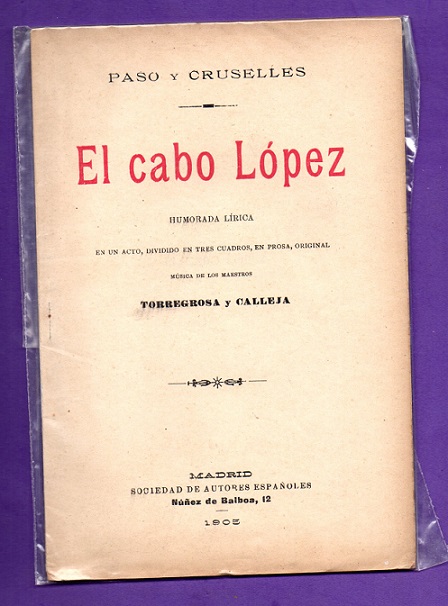 PASO Y CRUSELLES
El cabo López
HUMORADA LÍRICA
EN UN ACTO, DIVIDIDO EN TRES CUADROS, EN PROSA, ORIGINAL
MÚSICA DE LOS MAESTROS
TORREGROSA y CALLEJA
MADRID
SOCIEDAD DE AUTORES ESPAÑOLES
Núñez de Balboa, 12
1905